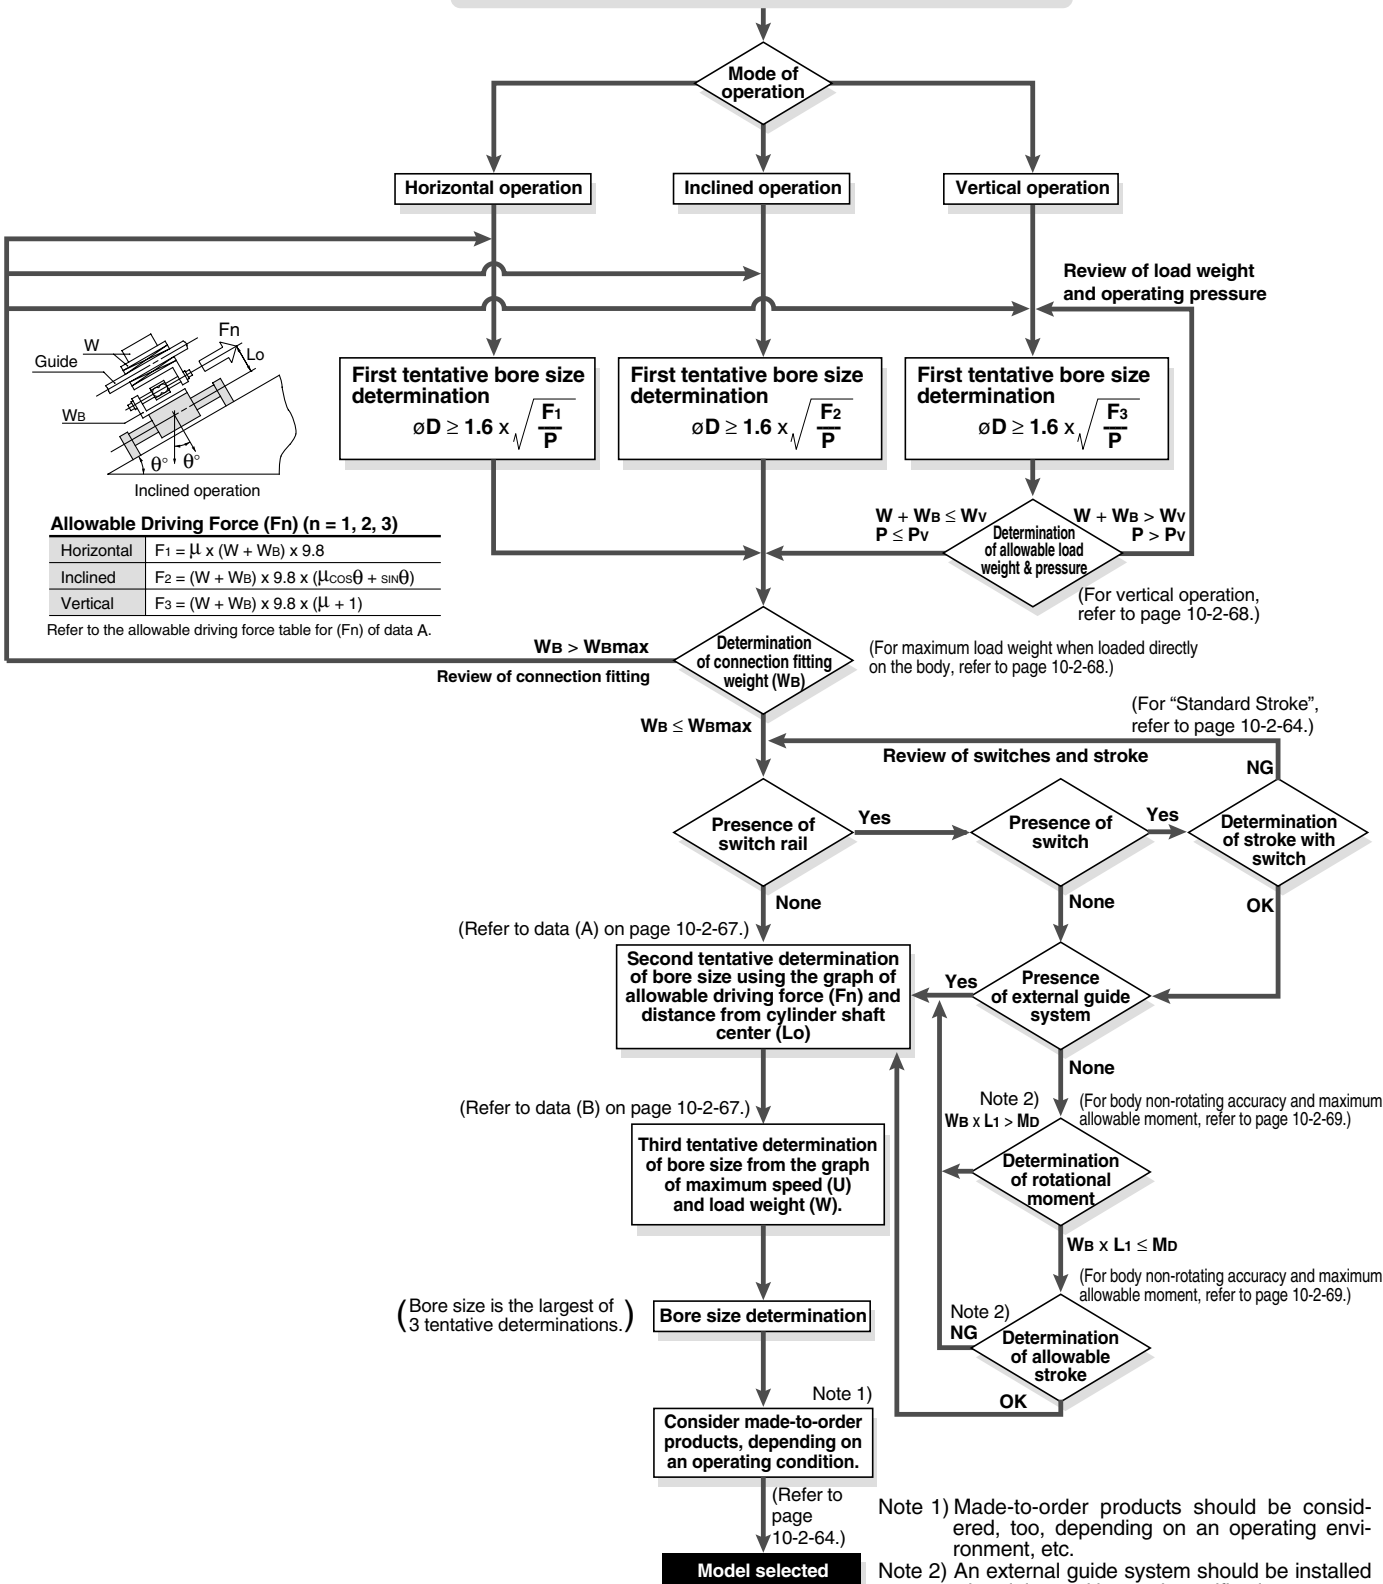 Mode of
operation
Horizontal operation
Inclined operation
Vertical operation
Review of load weight
and operating pressure
Fn
W
Lo
Guide
WB
θ°
θ°
Inclined operation
First tentative bore size
determination
øD ≥ 1.6 x √(F1/P)
First tentative bore size
determination
øD ≥ 1.6 x √(F2/P)
First tentative bore size
determination
øD ≥ 1.6 x √(F3/P)
Allowable Driving Force (Fn) (n = 1, 2, 3)
Horizontal F1 = μ x (W + WB) x 9.8
Inclined F2 = (W + WB) x 9.8 x (μcosθ + sinθ)
Vertical F3 = (W + WB) x 9.8 x (μ + 1)
Refer to the allowable driving force table for (Fn) of data A.
W + WB ≤ WV
P ≤ PV
W + WB > WV
P > PV
Determination
of allowable load
weight & pressure
(For vertical operation,
refer to page 10-2-68.)
WB > WBmax
Review of connection fitting
Determination
of connection fitting
weight (WB)
(For maximum load weight when loaded directly
on the body, refer to page 10-2-68.)
WB ≤ WBmax
(For “Standard Stroke”,
refer to page 10-2-64.)
Review of switches and stroke
NG
Presence of
switch rail
Yes
Presence of
switch
Yes
Determination
of stroke with
switch
None
None
OK
(Refer to data (A) on page 10-2-67.)
Second tentative determination
of bore size using the graph of
allowable driving force (Fn) and
distance from cylinder shaft
center (Lo)
Yes
Presence
of external guide
system
None
Note 2)
WB x L1 > MD
(For body non-rotating accuracy and maximum
allowable moment, refer to page 10-2-69.)
(Refer to data (B) on page 10-2-67.)
Third tentative determination
of bore size from the graph
of maximum speed (U)
and load weight (W).
Determination
of rotational
moment
WB x L1 ≤ MD
(For body non-rotating accuracy and maximum
allowable moment, refer to page 10-2-69.)
(Bore size is the largest of
3 tentative determinations.)
Bore size determination
Note 2)
NG
Determination
of allowable
stroke
OK
Note 1)
Consider made-to-order
products, depending on
an operating condition.
(Refer to
page
10-2-64.)
Model selected
Note 1) Made-to-order products should be consid-
ered, too, depending on an operating envi-
ronment, etc.
Note 2) An external guide system should be installed